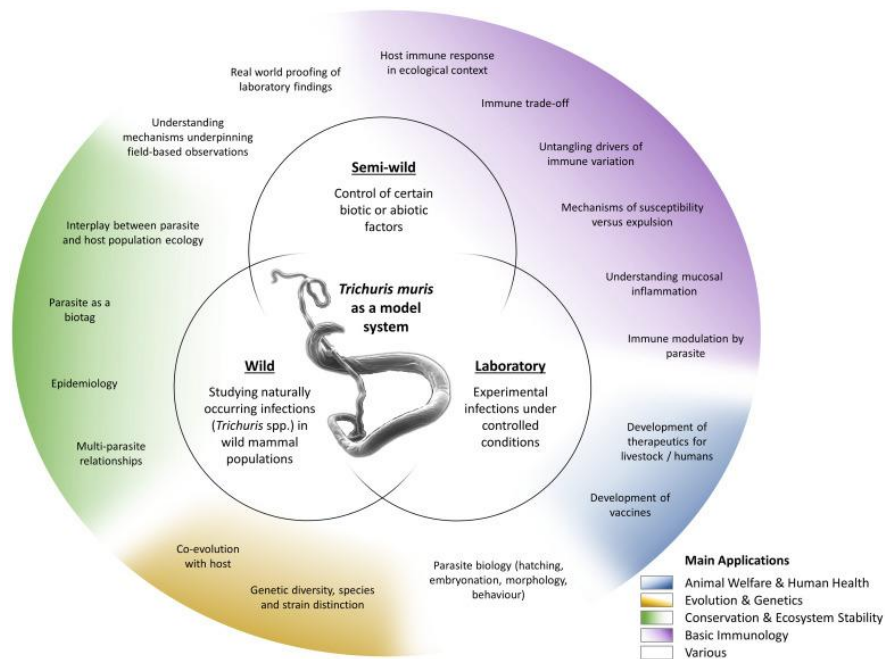 Host immune response
in ecological context
Real world proofing of
laboratory findings
Immune trade-off
Understanding
mechanisms underpinning
field-based observations
Untangling drivers of
immune variation
Semi-wild
Control of certain
biotic or abiotic
factors
Mechanisms of susceptibility
versus expulsion
Interplay between parasite
and host population ecology
Understanding mucosal
inflammation
Trichuris muris
as a model
system
Parasite as a
biotag
Immune modulation by
parasite
Wild
Studying naturally
occurring infections
(Trichuris spp.) in
wild mammal
populations
Laboratory
Experimental
infections under
controlled
conditions
Epidemiology
Development of
therapeutics for
livestock / humans
Multi-parasite
relationships
Development of
vaccines
Co-evolution
with host
Genetic diversity, species
and strain distinction
Parasite biology (hatching,
embryonation, morphology,
behaviour)
Main Applications
Animal Welfare & Human Health
Evolution & Genetics
Conservation & Ecosystem Stability
Basic Immunology
Various